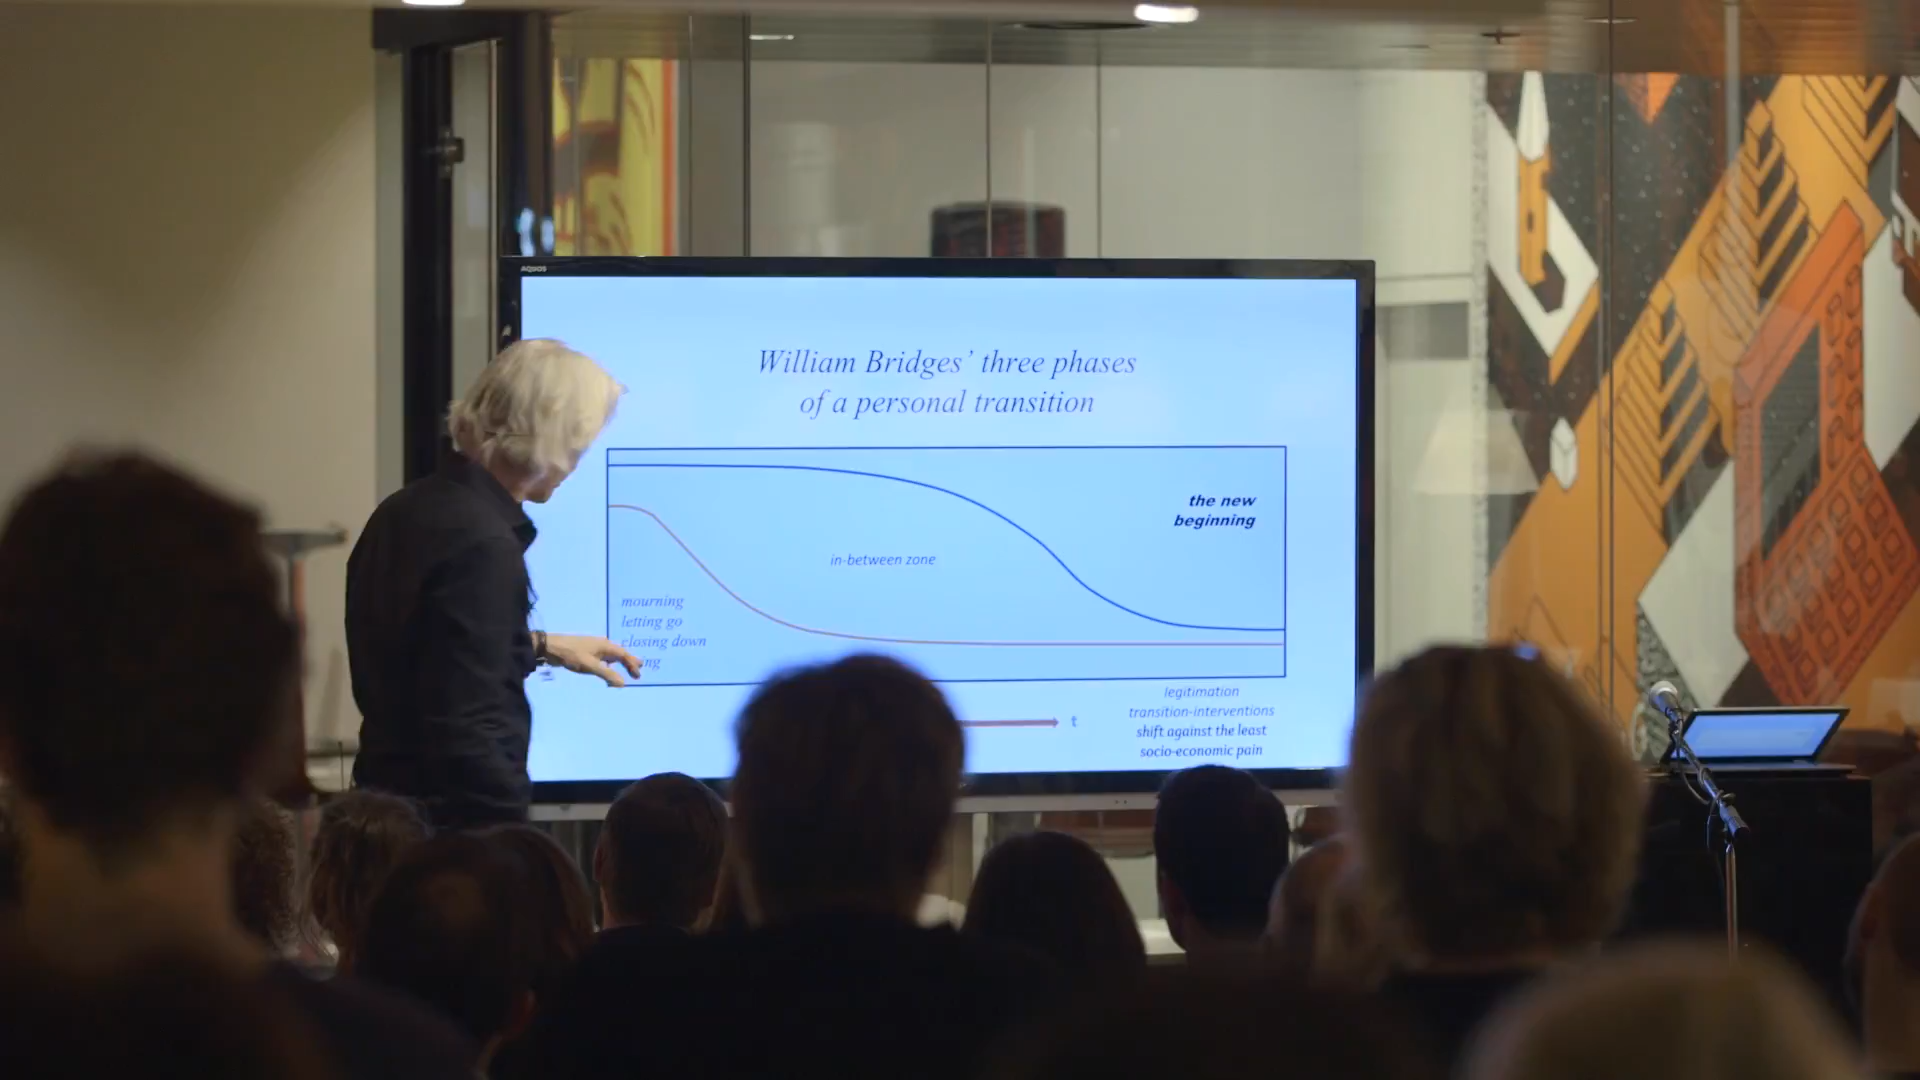 AQUOS
William Bridges’ three phases
of a personal transition
the new
beginning
in-between zone
mourning
letting go
closing down
t
legitimation
transition-interventions
shift against the least
socio-economic pain